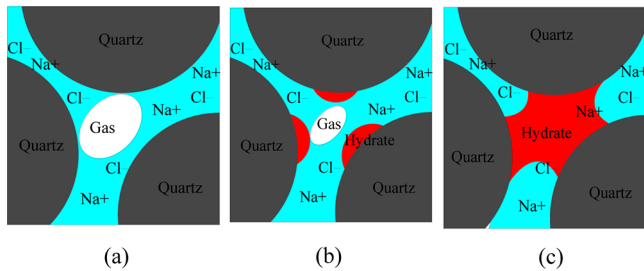 Quartz
Cl⁻
Na+
Na+
Cl⁻
Cl⁻
Na+
Gas
Quartz
Cl
Quartz
Na+
(a)
Quartz
Cl⁻
Na+
Na+
Cl⁻
Cl⁻
Na+
Gas
Hydrate
Quartz
Cl⁻
Quartz
Na+
(b)
Quartz
Cl⁻
Na+
Na+
Cl⁻
Cl⁻
Na+
Hydrate
Quartz
Cl
Quartz
Na+
(c)